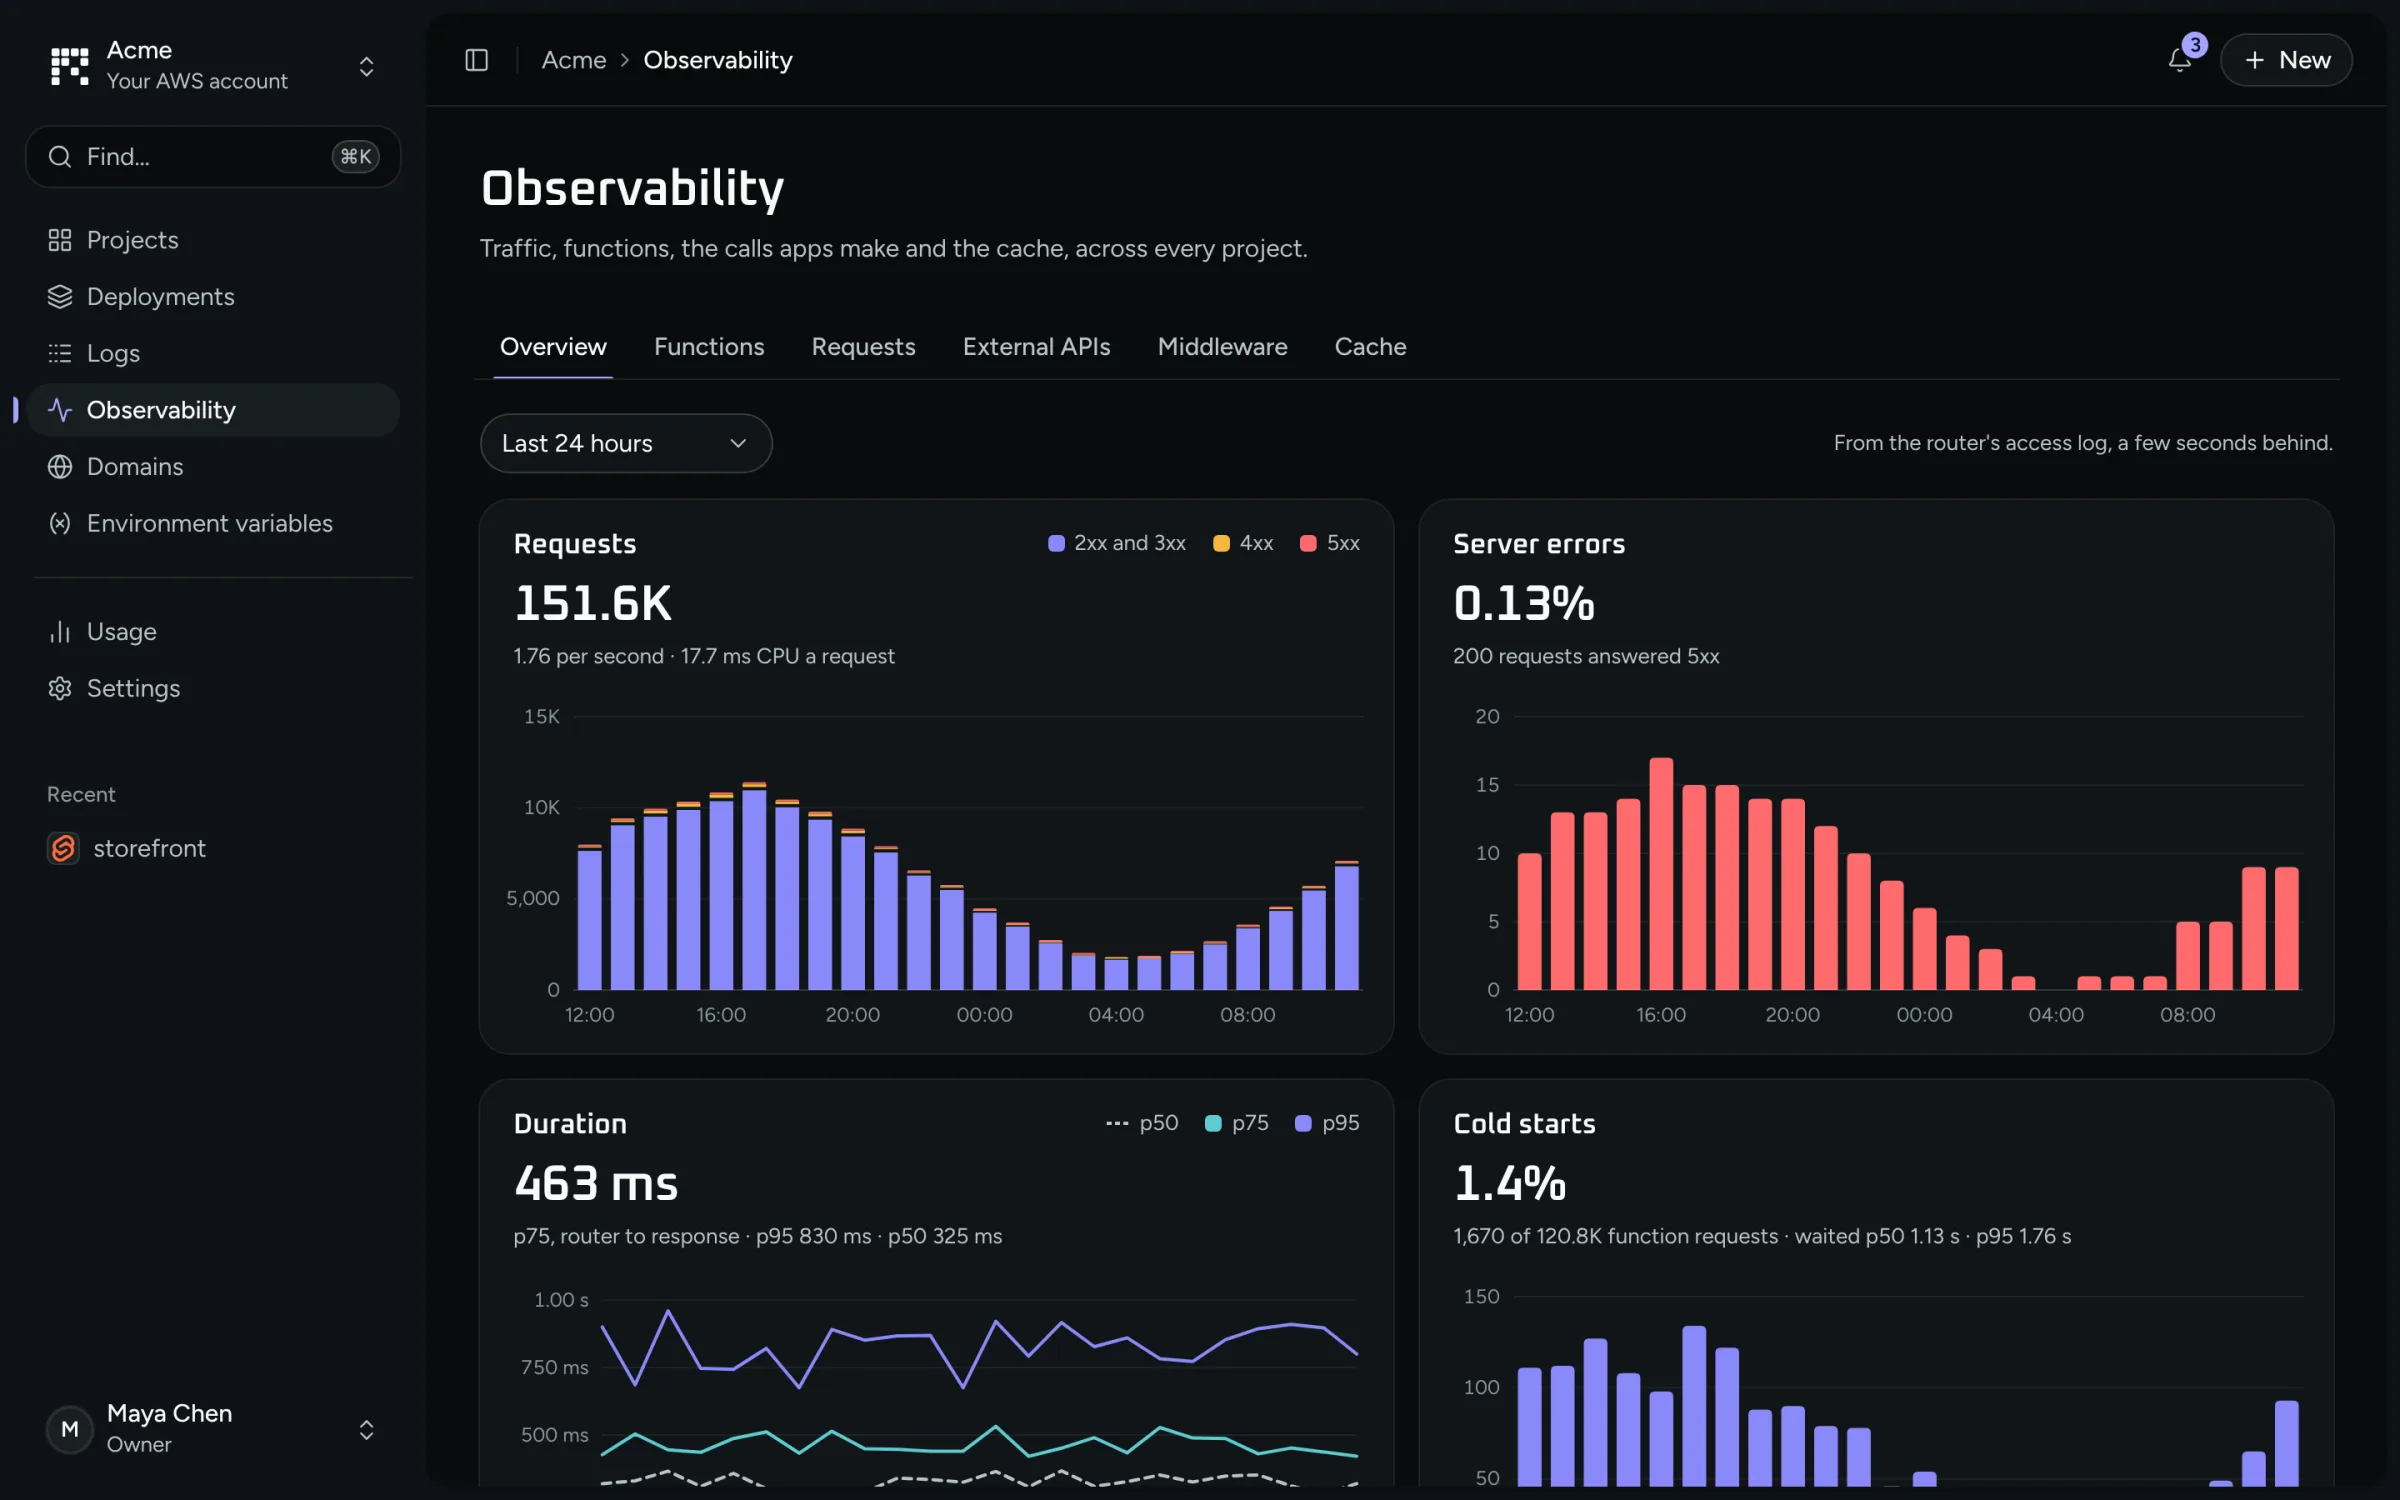 Acme
Your AWS account
Find...
⌘K
Projects
Deployments
Logs
Observability
Domains
Environment variables
Usage
Settings
Recent
storefront
M
Maya Chen
Owner
Acme
Observability
3
New
Observability
Traffic, functions, the calls apps make and the cache, across every project.
Overview
Functions
Requests
External APIs
Middleware
Cache
Last 24 hours
From the router's access log, a few seconds behind.
Requests
2xx and 3xx
4xx
5xx
151.6K
1.76 per second · 17.7 ms CPU a request
15K
10K
5,000
0
12:00
16:00
20:00
00:00
04:00
08:00
Server errors
0.13%
200 requests answered 5xx
20
15
10
5
0
12:00
16:00
20:00
00:00
04:00
08:00
Duration
p50
p75
p95
463 ms
p75, router to response · p95 830 ms · p50 325 ms
1.00 s
750 ms
500 ms
Cold starts
1.4%
1,670 of 120.8K function requests · waited p50 1.13 s · p95 1.76 s
150
100
50